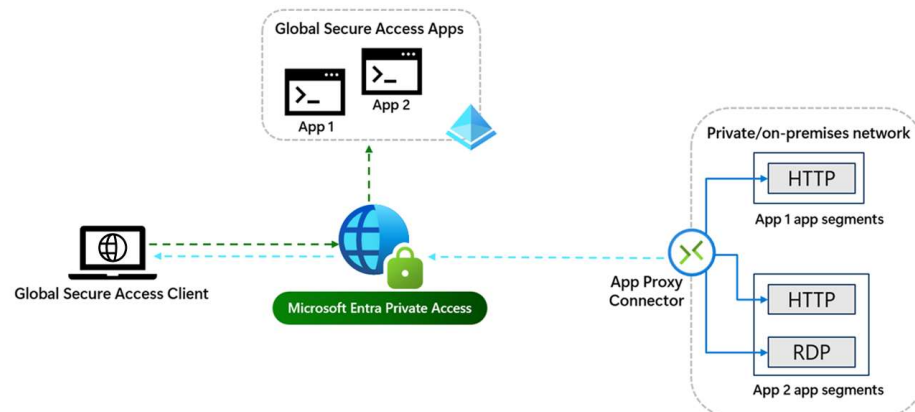 Global Secure Access Apps
App 1
App 2
Private/on-premises network
HTTP
App 1 app segments
Global Secure Access Client
Microsoft Entra Private Access
App Proxy
Connector
HTTP
RDP
App 2 app segments